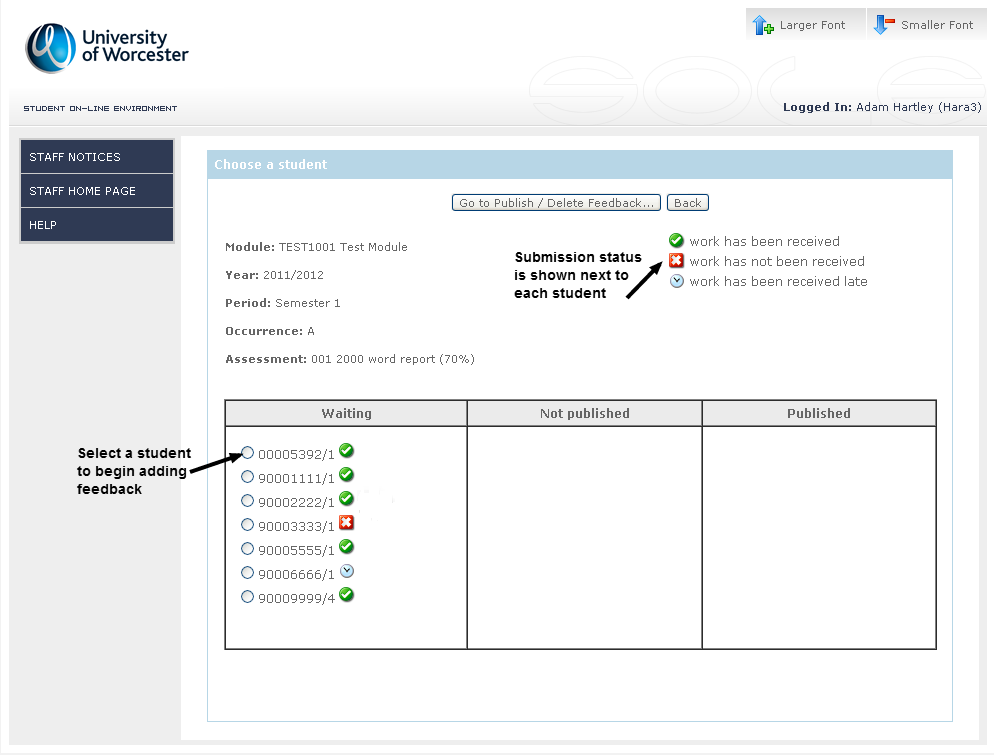 University
of Worcester
Larger Font
Smaller Font
STUDENT ON-LINE ENVIRONMENT
SOLE
Logged In: Adam Hartley (Hara3)
STAFF NOTICES
STAFF HOME PAGE
HELP
Choose a student
Go to Publish / Delete Feedback...
Back
Module: TEST1001 Test Module
Year: 2011/2012
Period: Semester 1
Occurrence: A
Assessment: 001 2000 word report (70%)
Submission status
is shown next to
each student
work has been received
work has not been received
work has been received late
Waiting
Not published
Published
Select a student
to begin adding
feedback
00005392/1
90001111/1
90002222/1
90003333/1
90005555/1
90006666/1
90009999/4